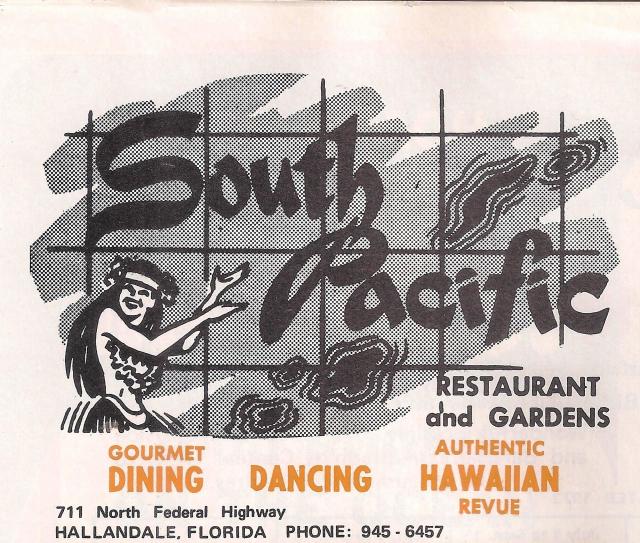 South
Pacific
RESTAURANT
and GARDENS
GOURMET
DINING
DANCING
AUTHENTIC
HAWAIIAN
REVUE
711 North Federal Highway
HALLANDALE, FLORIDA PHONE: 945-6457